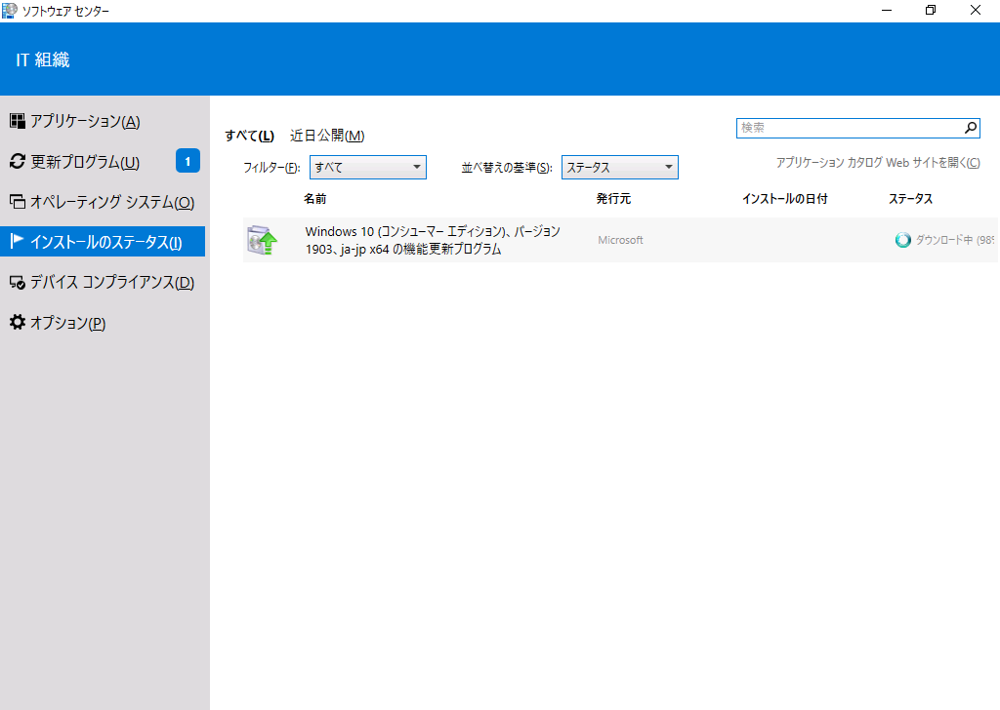 ソフトウェア センター
IT 組織
アプリケーション(A)
更新プログラム(U)
1
オペレーティング システム(O)
インストールのステータス(I)
デバイス コンプライアンス(D)
オプション(P)
すべて(L) 近日公開(M)
検索
アプリケーション カタログ Web サイトを開く(C)
フィルター(F): すべて 並べ替えの基準(S): ステータス
名前 発行元 インストールの日付 ステータス
Windows 10 (コンシューマー エディション)、バージョン
1903、ja-jp x64 の機能更新プログラム
Microsoft
ダウンロード中 (98%